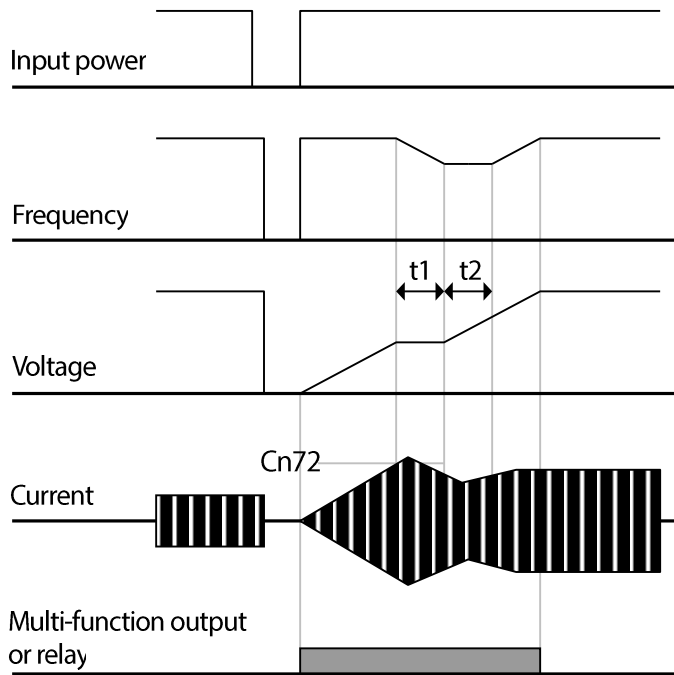 Input power
Frequency
t1 t2
Voltage
Cn72
Current
Multi-function output
or relay